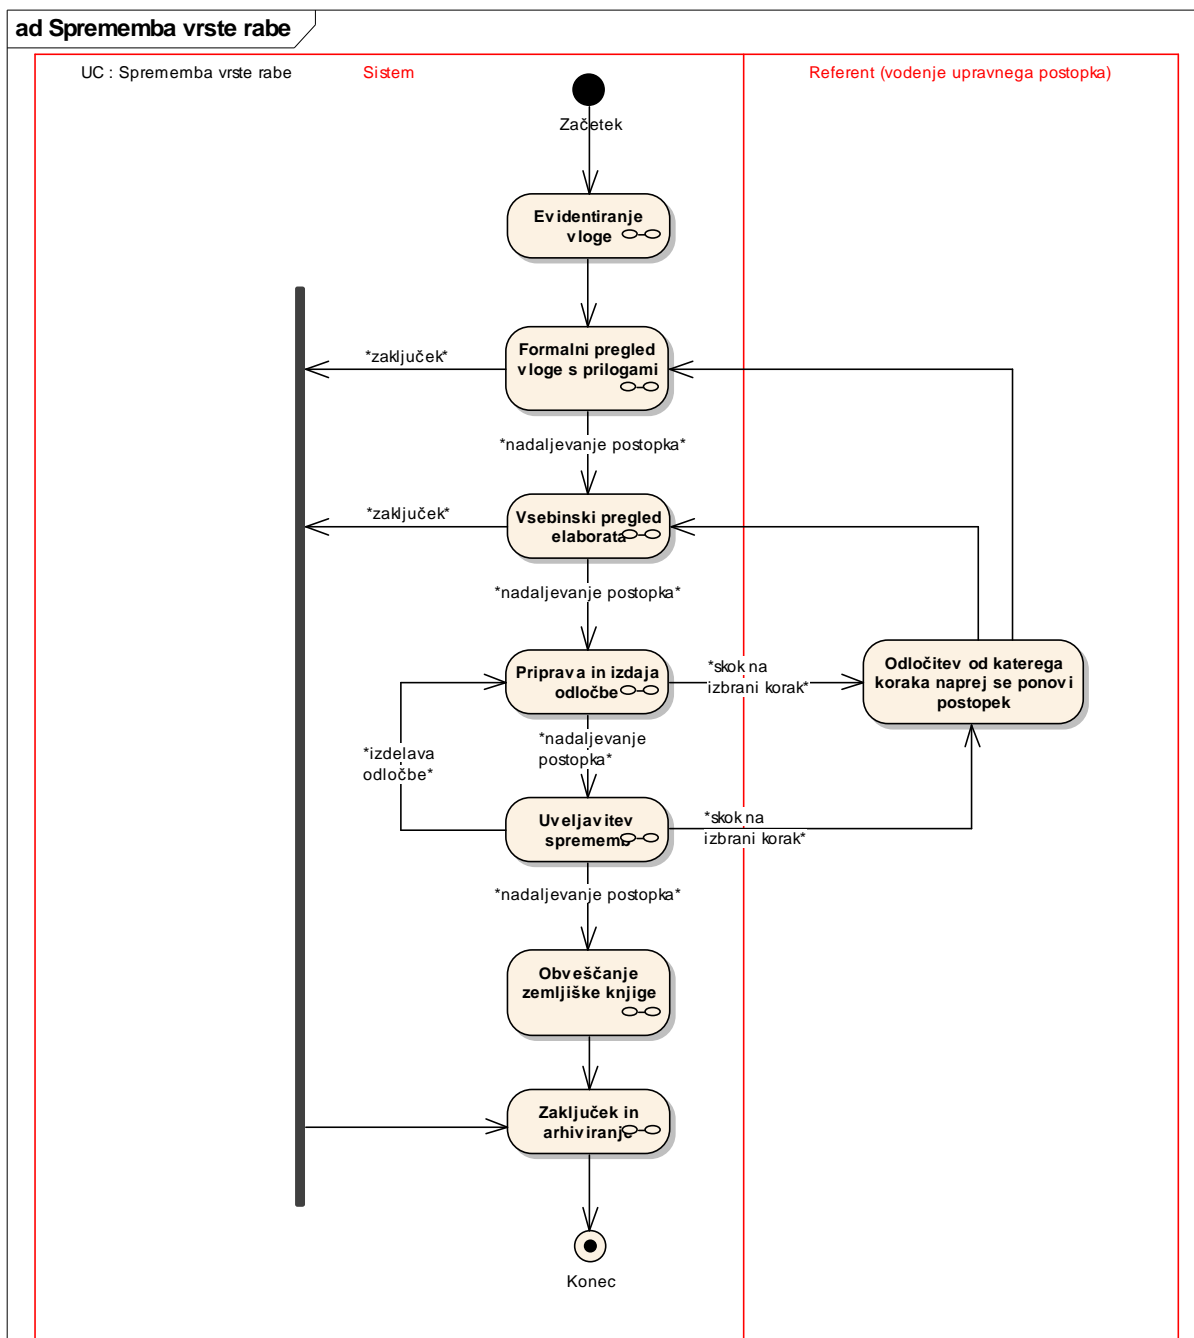 ad Sprememba vrste rabe
UC : Sprememba vrste rabe
Sistem
Referent (vodenje upravnega postopka)
Začetek
Evidentiranje
vloge
Formalni pregled
vloge s prilogami
*zaključek*
*nadaljevanje postopka*
Vsebinski pregled
elaborata
*zaključek*
*nadaljevanje postopka*
Priprava in izdaja
odločbe
*skok na
izbrani korak*
Odločitev od katerega
koraka naprej se ponovi
postopek
*izdelava
odločbe*
*nadaljevanje
postopka*
Uveljavitev
sprememb
*skok na
izbrani korak*
*nadaljevanje postopka*
Obveščanje
zemljiške knjige
Zaključek in
arhiviranje
Konec